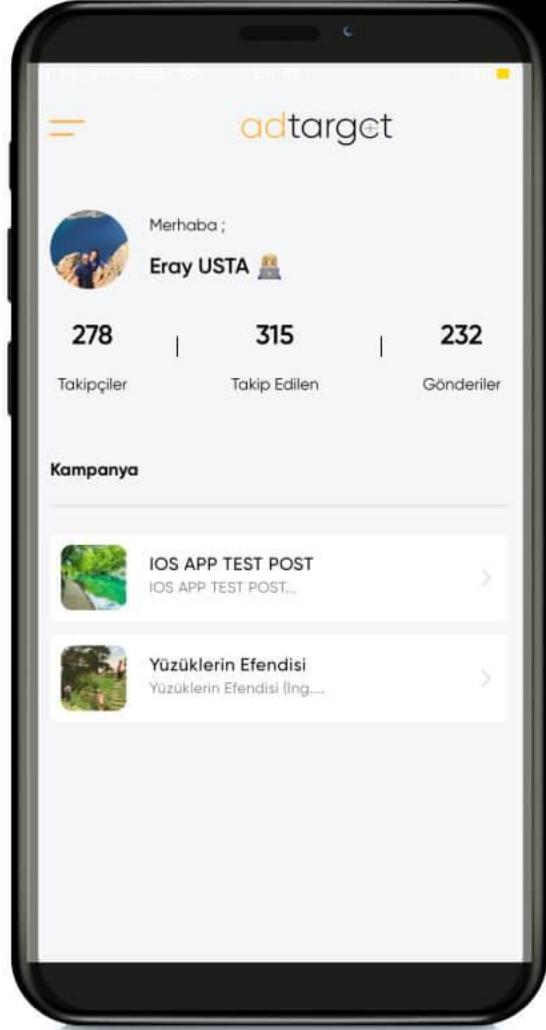 adtarget
Merhaba ;
Eray USTA
278
315
232
Takipçiler
Takip Edilen
Gönderiler
Kampanya
IOS APP TEST POST
IOS APP TEST POST...
Yüzüklerin Efendisi
Yüzüklerin Efendisi (İng....